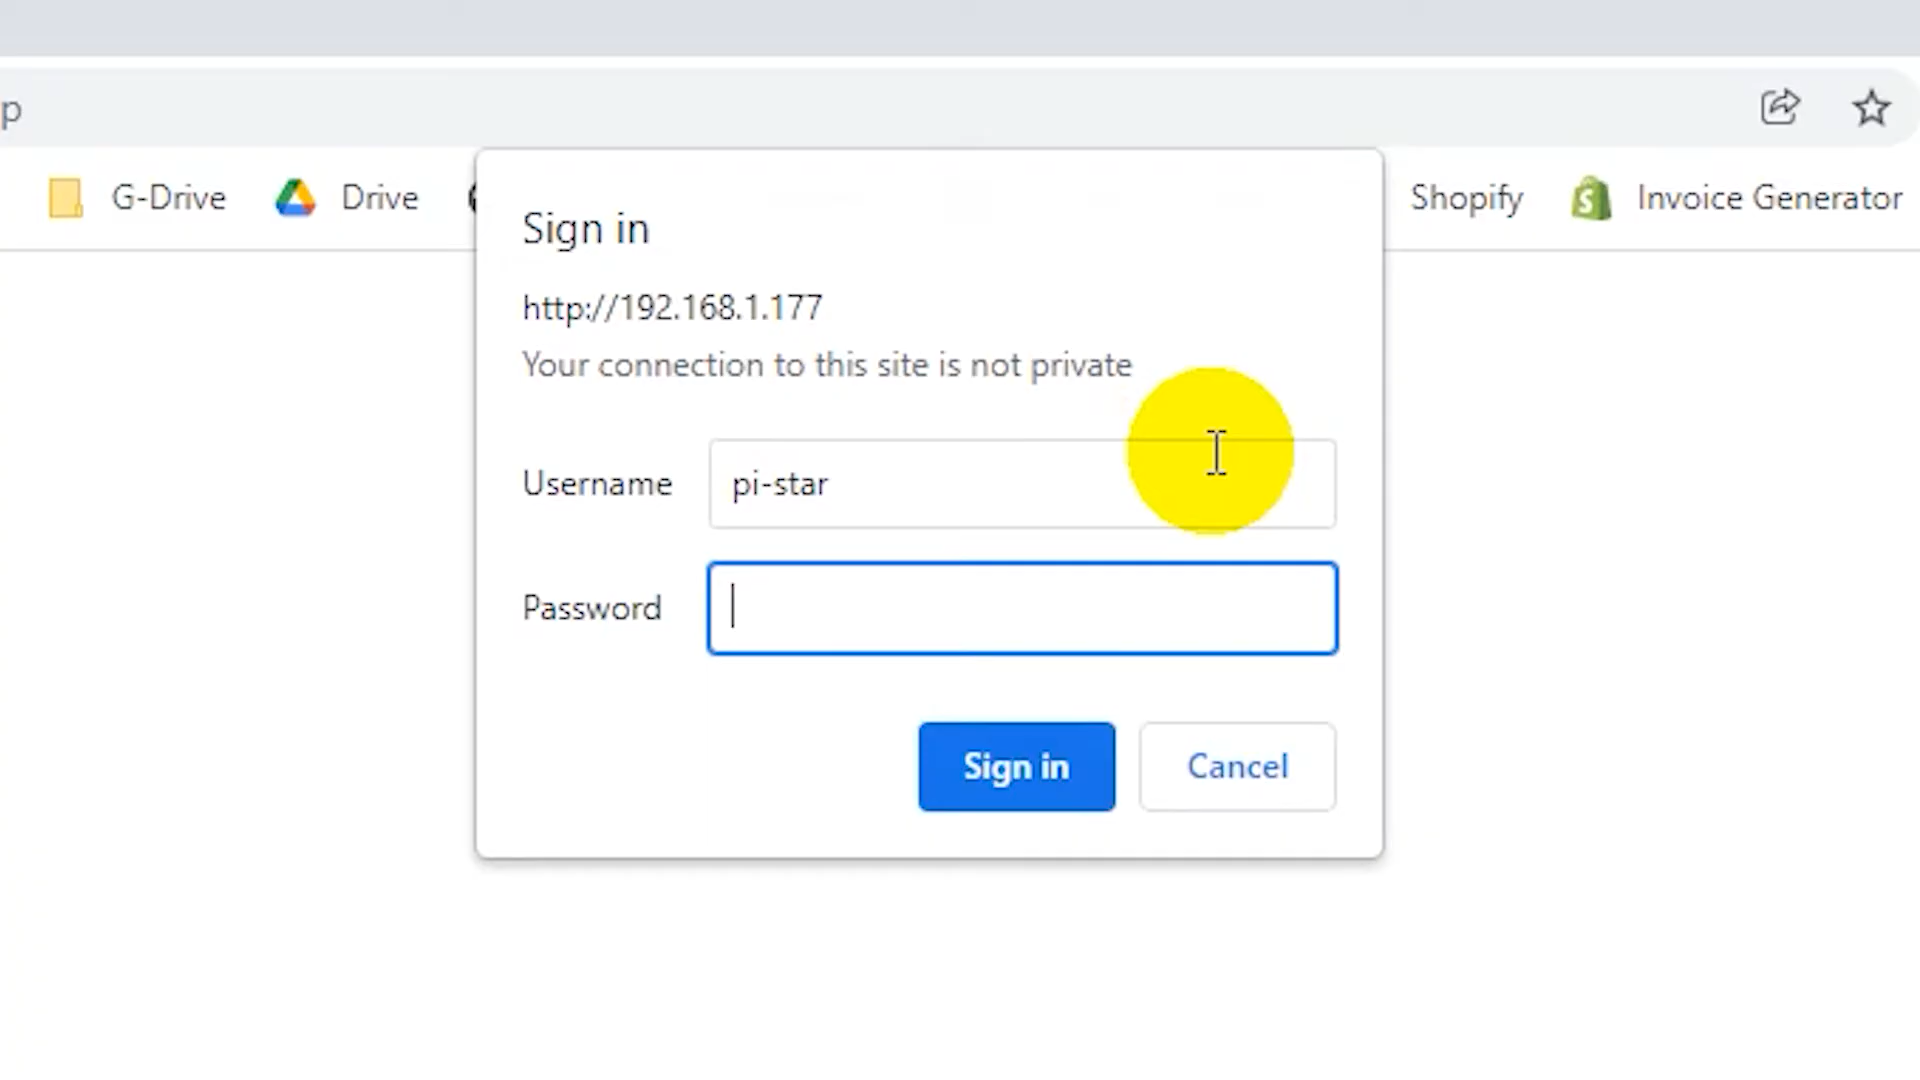 p
G-Drive
Drive
Shopify
Invoice Generator
Sign in
http://192.168.1.177
Your connection to this site is not private
Username
pi-star
Password
Sign in
Cancel